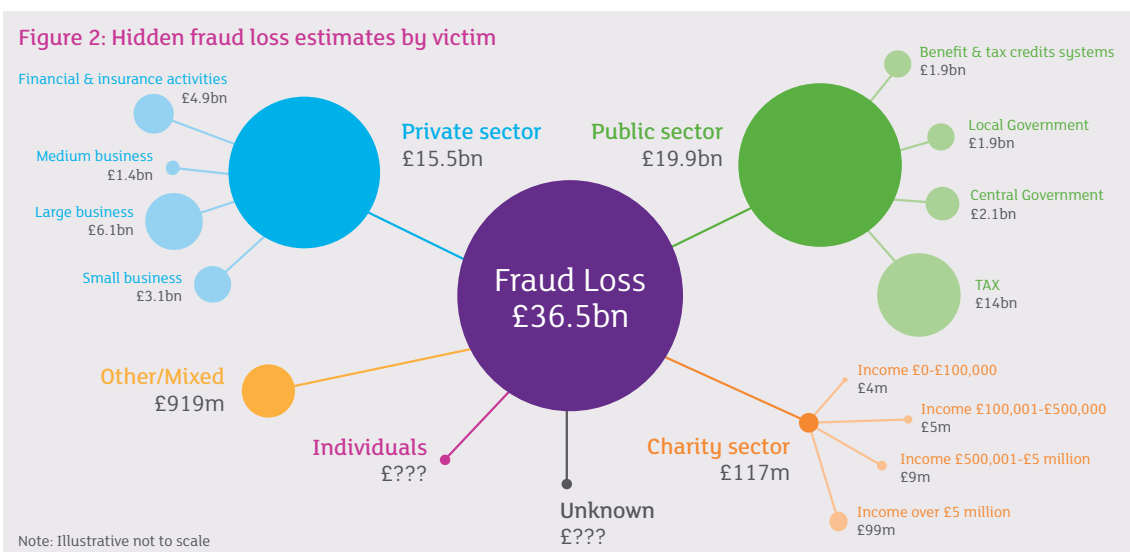 Figure 2: Hidden fraud loss estimates by victim
Financial & insurance activities
£4.9bn
Medium business
£1.4bn
Large business
£6.1bn
Small business
£3.1bn
Private sector
£15.5bn
Public sector
£19.9bn
Benefit & tax credits systems
£1.9bn
Local Government
£1.9bn
Central Government
£2.1bn
TAX
£14bn
Fraud Loss
£36.5bn
Other/Mixed
£919m
Individuals
£???
Unknown
£???
Charity sector
£117m
Income £0-£100,000
£4m
Income £100,001-£500,000
£5m
Income £500,001-£5 million
£9m
Income over £5 million
£99m
Note: Illustrative not to scale